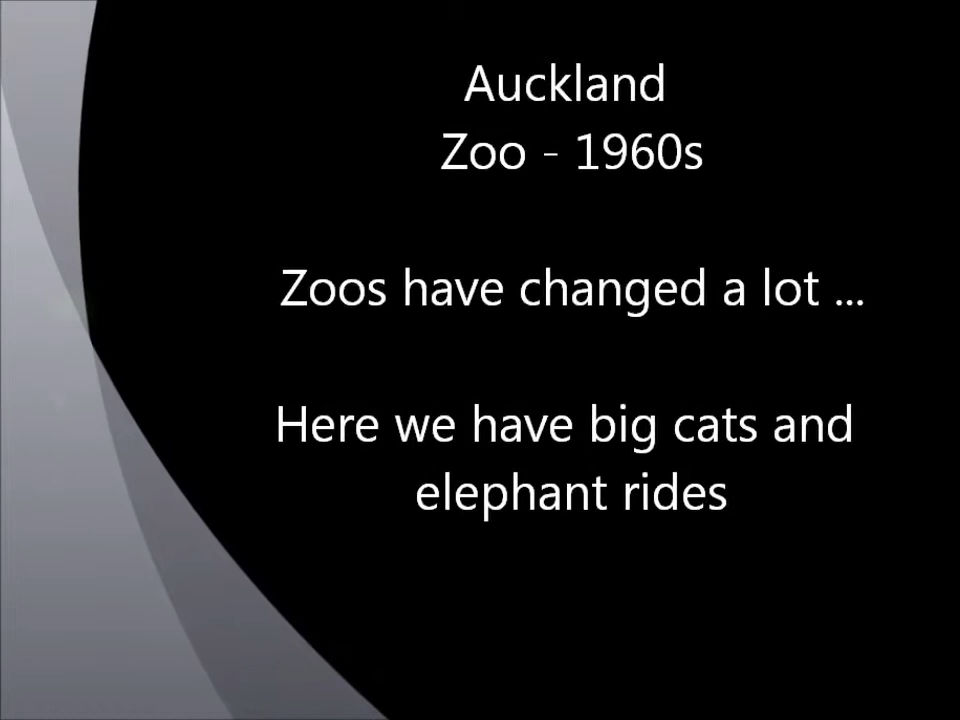 Auckland
Zoo - 1960s
Zoos have changed a lot ...
Here we have big cats and
elephant rides